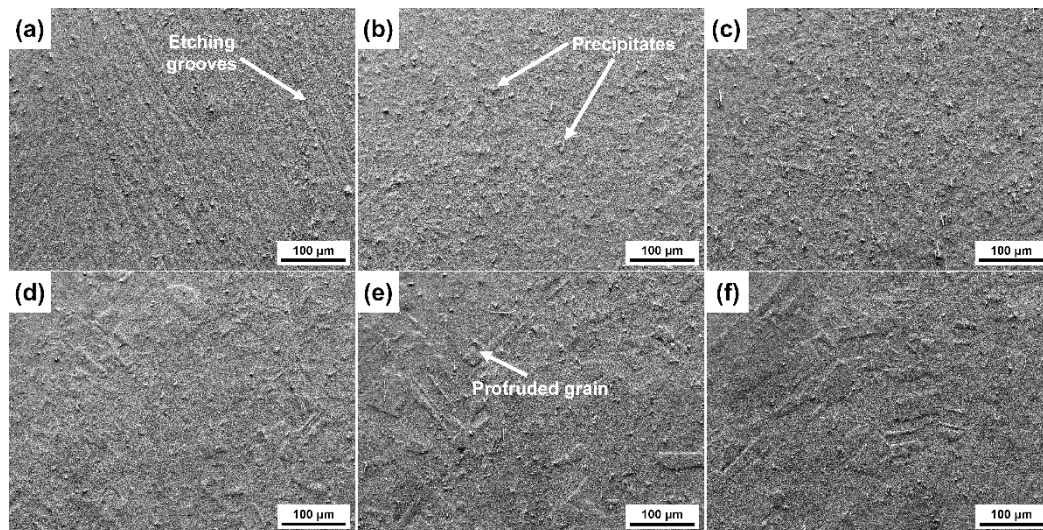 (a)
Etching
grooves
100 μm
(b)
Precipitates
100 μm
(c)
100 μm
(d)
100 μm
(e)
Protruded grain
100 μm
(f)
100 μm